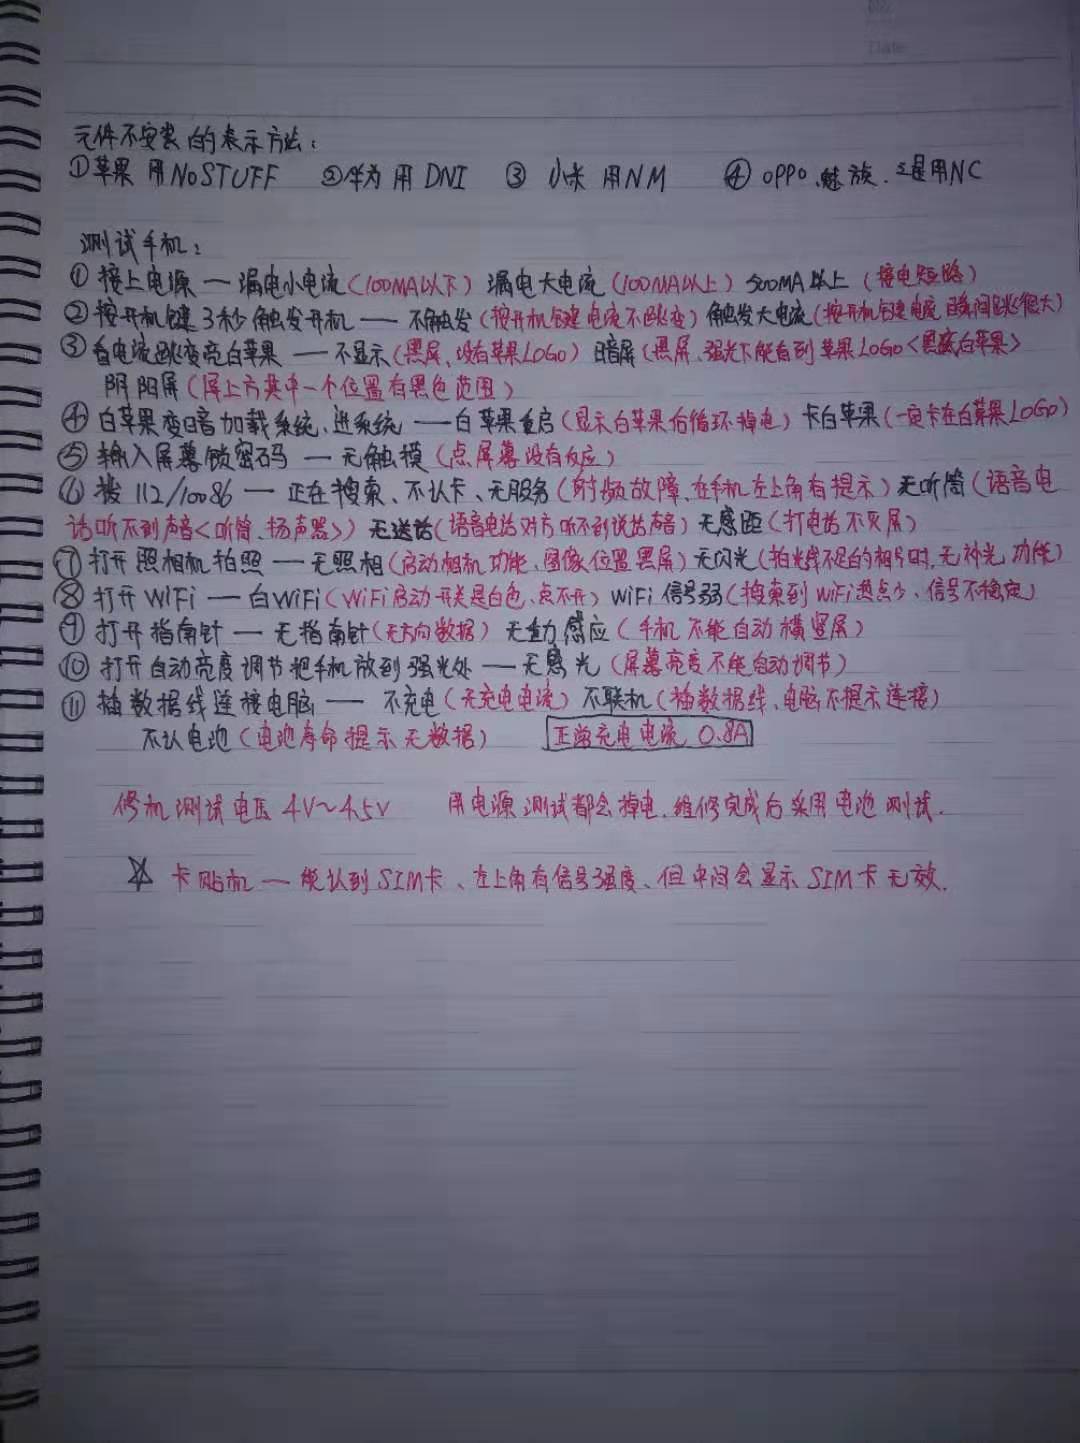 Date
元件不安装的表示方法:
①苹果 用NOSTUFF ②华为 用 DNI ③ 小米 用NM ④ OPPO、魅族、三星用NC
测试手机:
① 接上电源 — 漏电小电流(100MA以下) 漏电大电流(100MA以上) 500MA以上(接电短路)
② 按开机键3秒触发开机 — 不触发(按开机键电流不跳变) 触发大电流(按开机键电流瞬间跳很大)
③ 看电流跳变亮白苹果 — 不显示(黑屏、没有苹果LOGO) 暗屏(黑屏、强光下能看到苹果LOGO<黑底白苹果>
阴阳屏(屏上方其中一个位置有黑色范围)
④ 白苹果变暗加载系统、进系统 — 白苹果重启(显示白苹果后循环掉电) 卡白苹果(一定卡在白苹果LOGO)
⑤ 输入屏幕锁密码 — 无触摸(点屏幕没有反应)
⑥ 拨112/10086 — 正在搜索、不认卡、无服务(射频故障、在手机左上角有提示)无听筒(语音电
话听不到声音<听筒、扬声器>) 无送话(语音电话对方听不到说话声音) 无感距(打电话不灭屏)
⑦ 打开照相机拍照 — 无照相(启动相机功能、图像位置黑屏) 无闪光(拍光线不足的相片时,无补光功能)
⑧ 打开WIFI — 白WIFI(WIFI启动开关是白色、点不开) WIFI信号弱(搜索到WIFI热点少、信号不稳定)
⑨ 打开指南针 — 无指南针(无方向数据) 无重力感应(手机不能自动横竖屏)
⑩ 打开自动亮度调节把手机放到强光处 — 无感光(屏幕亮度不能自动调节)
⑪ 插数据线连接电脑 — 不充电(无充电电流) 不联机(插数据线、电脑不提示连接)
不认电池(电池寿命提示无数据) 正常充电电流 0.8A
修机测试电压 4V~4.5V 用电源测试都会掉电、维修完成后采用电池测试.
☆ 卡贴机 — 能认到SIM卡、左上角有信号强度、但中间会显示SIM卡无效.